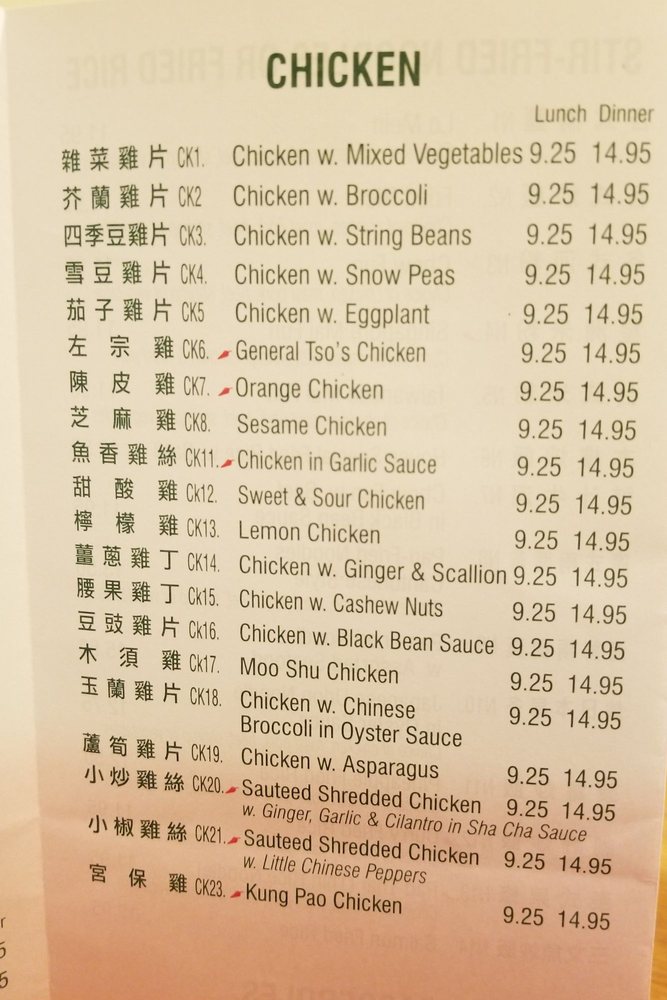 CHICKEN
Lunch Dinner
雜菜雞片 CK1. Chicken w. Mixed Vegetables 9.25 14.95
芥蘭雞片 CK2 Chicken w. Broccoli 9.25 14.95
四季豆雞片 CK3. Chicken w. String Beans 9.25 14.95
雪豆雞片 CK4. Chicken w. Snow Peas 9.25 14.95
茄子雞片 CK5 Chicken w. Eggplant 9.25 14.95
左宗雞 CK6. General Tso's Chicken 9.25 14.95
陳皮雞 CK7. Orange Chicken 9.25 14.95
芝麻雞 CK8. Sesame Chicken 9.25 14.95
魚香雞絲 CK11. Chicken in Garlic Sauce 9.25 14.95
甜酸雞 Ck12. Sweet & Sour Chicken 9.25 14.95
檸檬雞 CK13. Lemon Chicken 9.25 14.95
薑蔥雞丁 CK14. Chicken w. Ginger & Scallion 9.25 14.95
腰果雞丁 Ck15. Chicken w. Cashew Nuts 9.25 14.95
豆豉雞片 Ck16. Chicken w. Black Bean Sauce 9.25 14.95
木須雞 Ck17. Moo Shu Chicken 9.25 14.95
玉蘭雞片 CK18. Chicken w. Chinese 9.25 14.95
Broccoli in Oyster Sauce
蘆筍雞片 CK19. Chicken w. Asparagus 9.25 14.95
小炒雞絲 CK20. Sauteed Shredded Chicken 9.25 14.95
w. Ginger, Garlic & Cilantro in Sha Cha Sauce
小椒雞絲 CK21. Sauteed Shredded Chicken 9.25 14.95
w. Little Chinese Peppers
宮保雞 CK23. Kung Pao Chicken 9.25 14.95